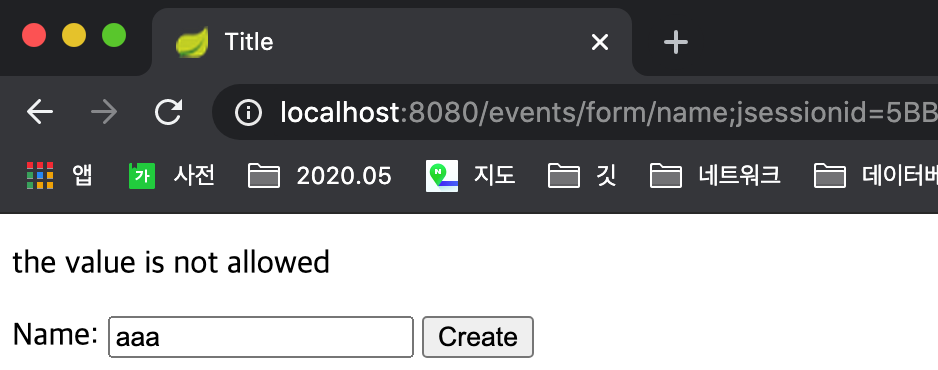 Title
localhost:8080/events/form/name;jsessionid=5BB
앱 가 사전 2020.05 N 지도 깃 네트워크 데이터베
the value is not allowed
Name: aaa Create